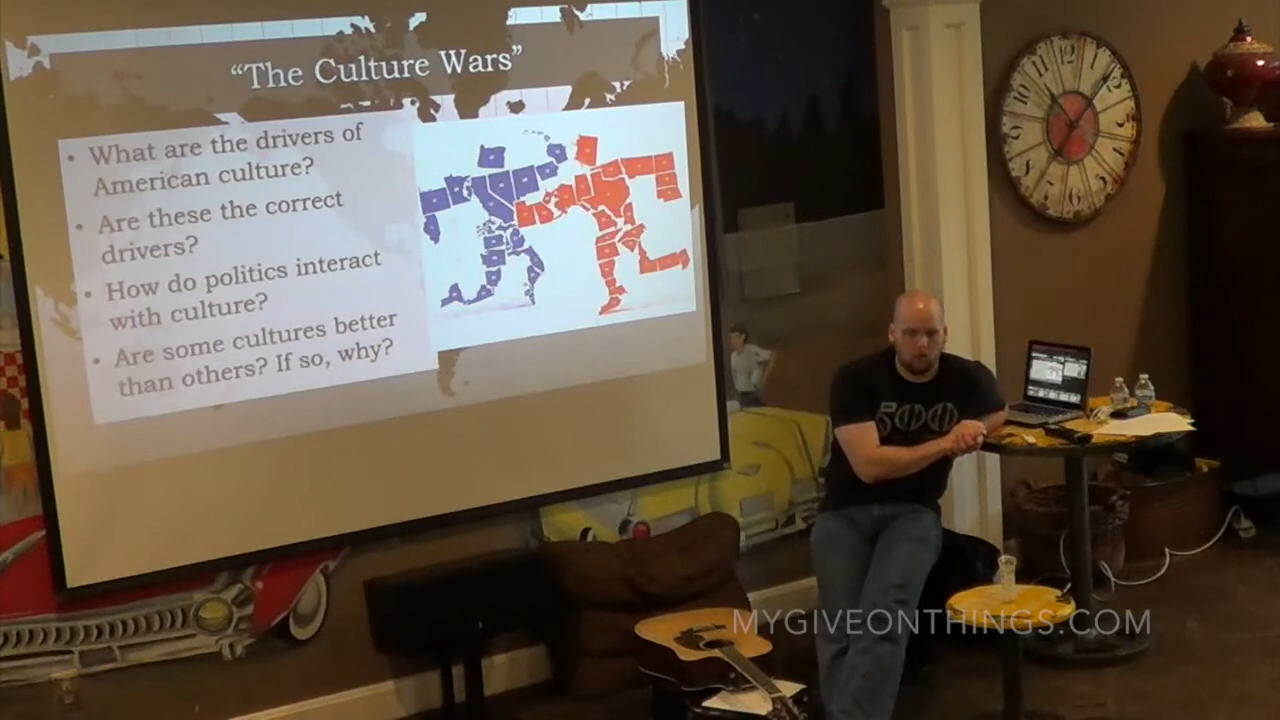 “The Culture Wars”
• What are the drivers of
American culture?
• Are these the correct
drivers?
• How do politics interact
with culture?
• Are some cultures better
than others? If so, why?
500
MYGIVEONTHINGS.COM